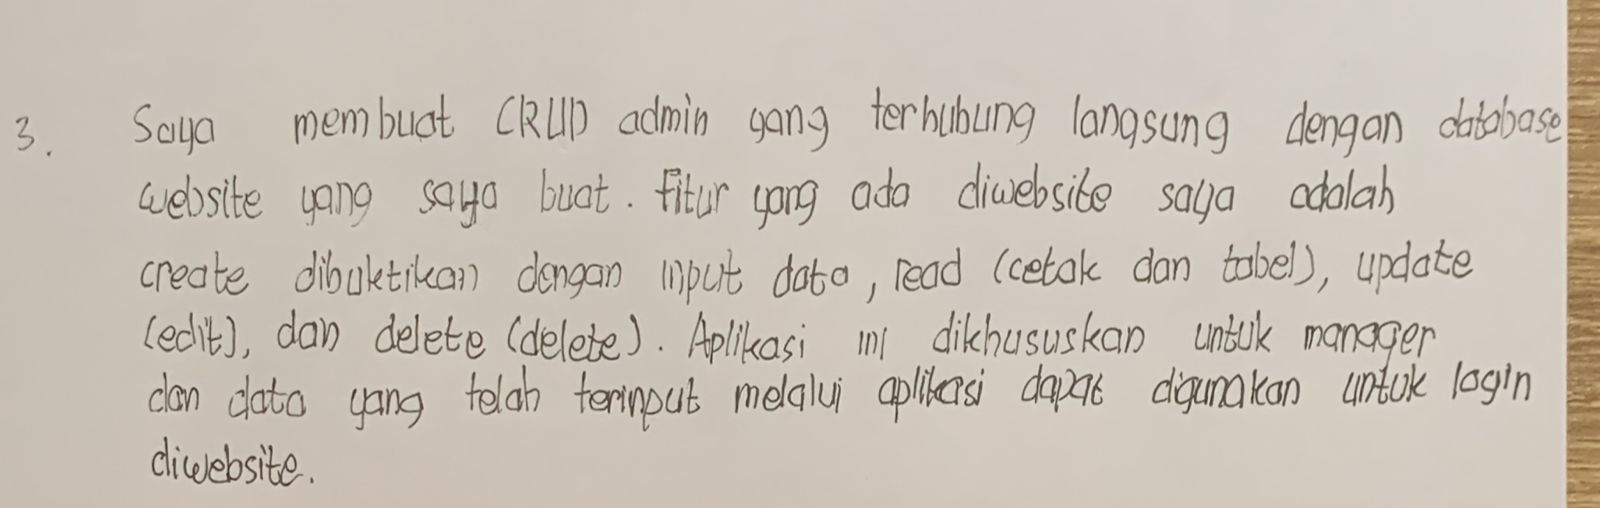 3. Saya membuat CRUD admin yang terhubung langsung dengan database
website yang saya buat. Fitur yang ada diwebsite saya adalah
create dibuktikan dengan input data, read (cetak dan tabel), update
(edit), dan delete (delete). Aplikasi ini dikhususkan untuk manager
dan data yang telah terinput melalui aplikasi dapat digunakan untuk login
diwebsite.